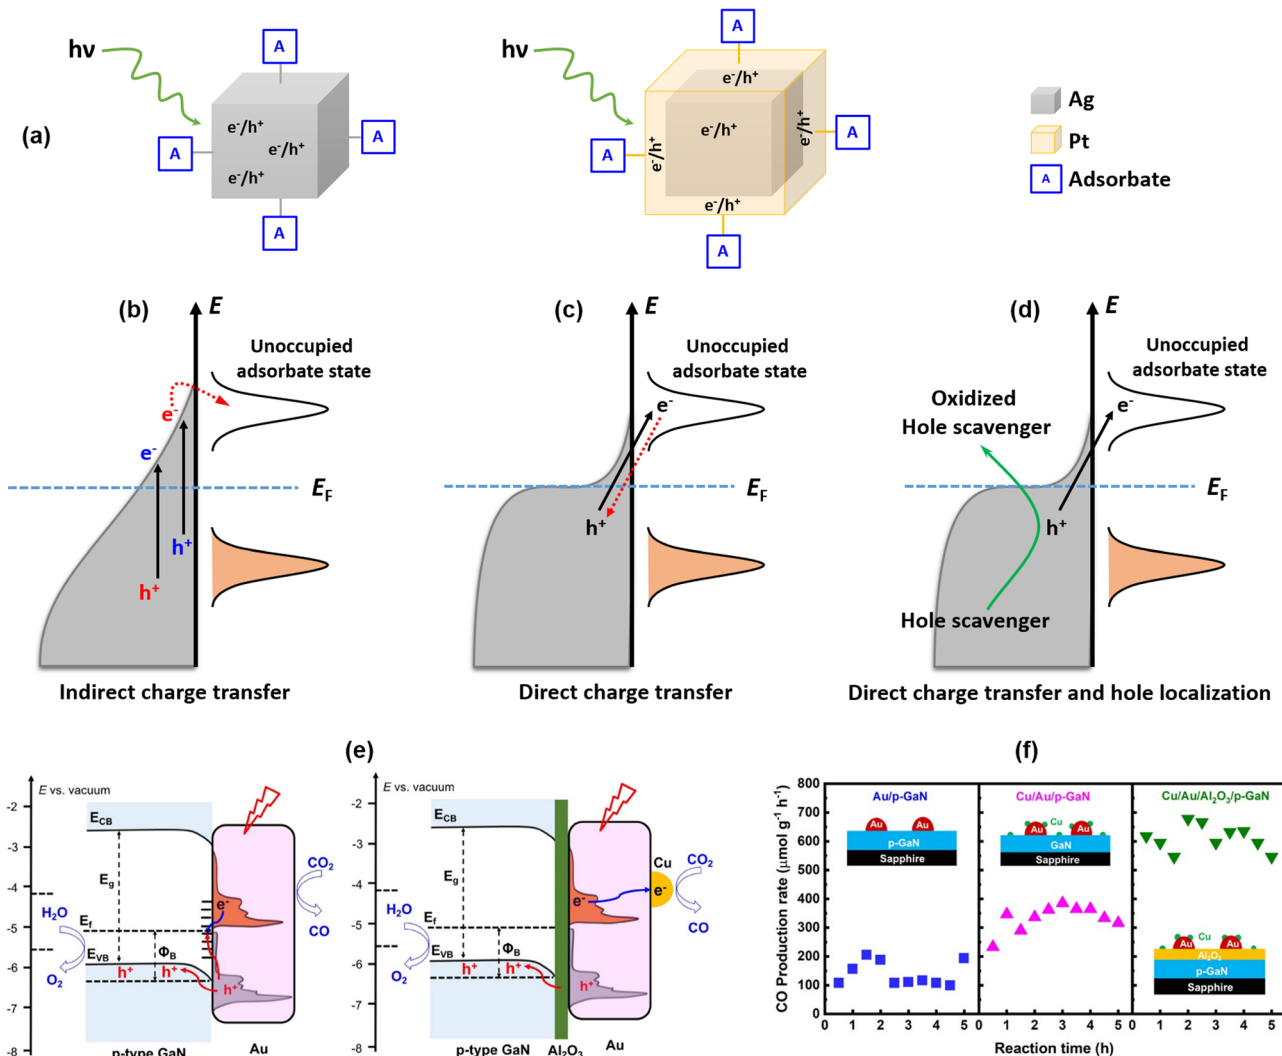 (a)
hν
A
A
A
A
e⁻/h⁺
e⁻/h⁺
e⁻/h⁺
hν
A
A
A
A
e⁻/h⁺
e⁻/h⁺
e⁻/h⁺
e⁻/h⁺
e⁻/h⁺
Ag
Pt
A Adsorbate
(b)
E
Unoccupied
adsorbate state
e⁻
e⁻
E_F
h⁺
h⁺
Indirect charge transfer
(c)
E
Unoccupied
adsorbate state
e⁻
E_F
h⁺
Direct charge transfer
(d)
E
Unoccupied
adsorbate state
Oxidized
Hole scavenger
e⁻
E_F
h⁺
Hole scavenger
Direct charge transfer and hole localization
(e)
E vs. vacuum
-2
-3
-4
-5
-6
-7
-8
E_CB
E_g
E_f
E_VB
Φ_B
H₂O
O₂
h⁺
h⁺
h⁺
e⁻
CO₂
CO
p-type GaN
Au
E vs. vacuum
-2
-3
-4
-5
-6
-7
-8
E_CB
E_g
E_f
E_VB
Φ_B
H₂O
O₂
h⁺
h⁺
h⁺
e⁻
Cu
e⁻
CO₂
CO
p-type GaN
Al₂O₃
Au
(f)
CO Production rate (μmol g⁻¹ h⁻¹)
800
700
600
500
400
300
200
100
0
Au/p-GaN
Au
Au
p-GaN
Sapphire
Cu/Au/p-GaN
Cu
Au
Au
GaN
Sapphire
Cu/Au/Al₂O₃/p-GaN
Cu
Au
Au
Al₂O₃
p-GaN
Sapphire
0 1 2 3 4 5 0 1 2 3 4 5 0 1 2 3 4 5
Reaction time (h)